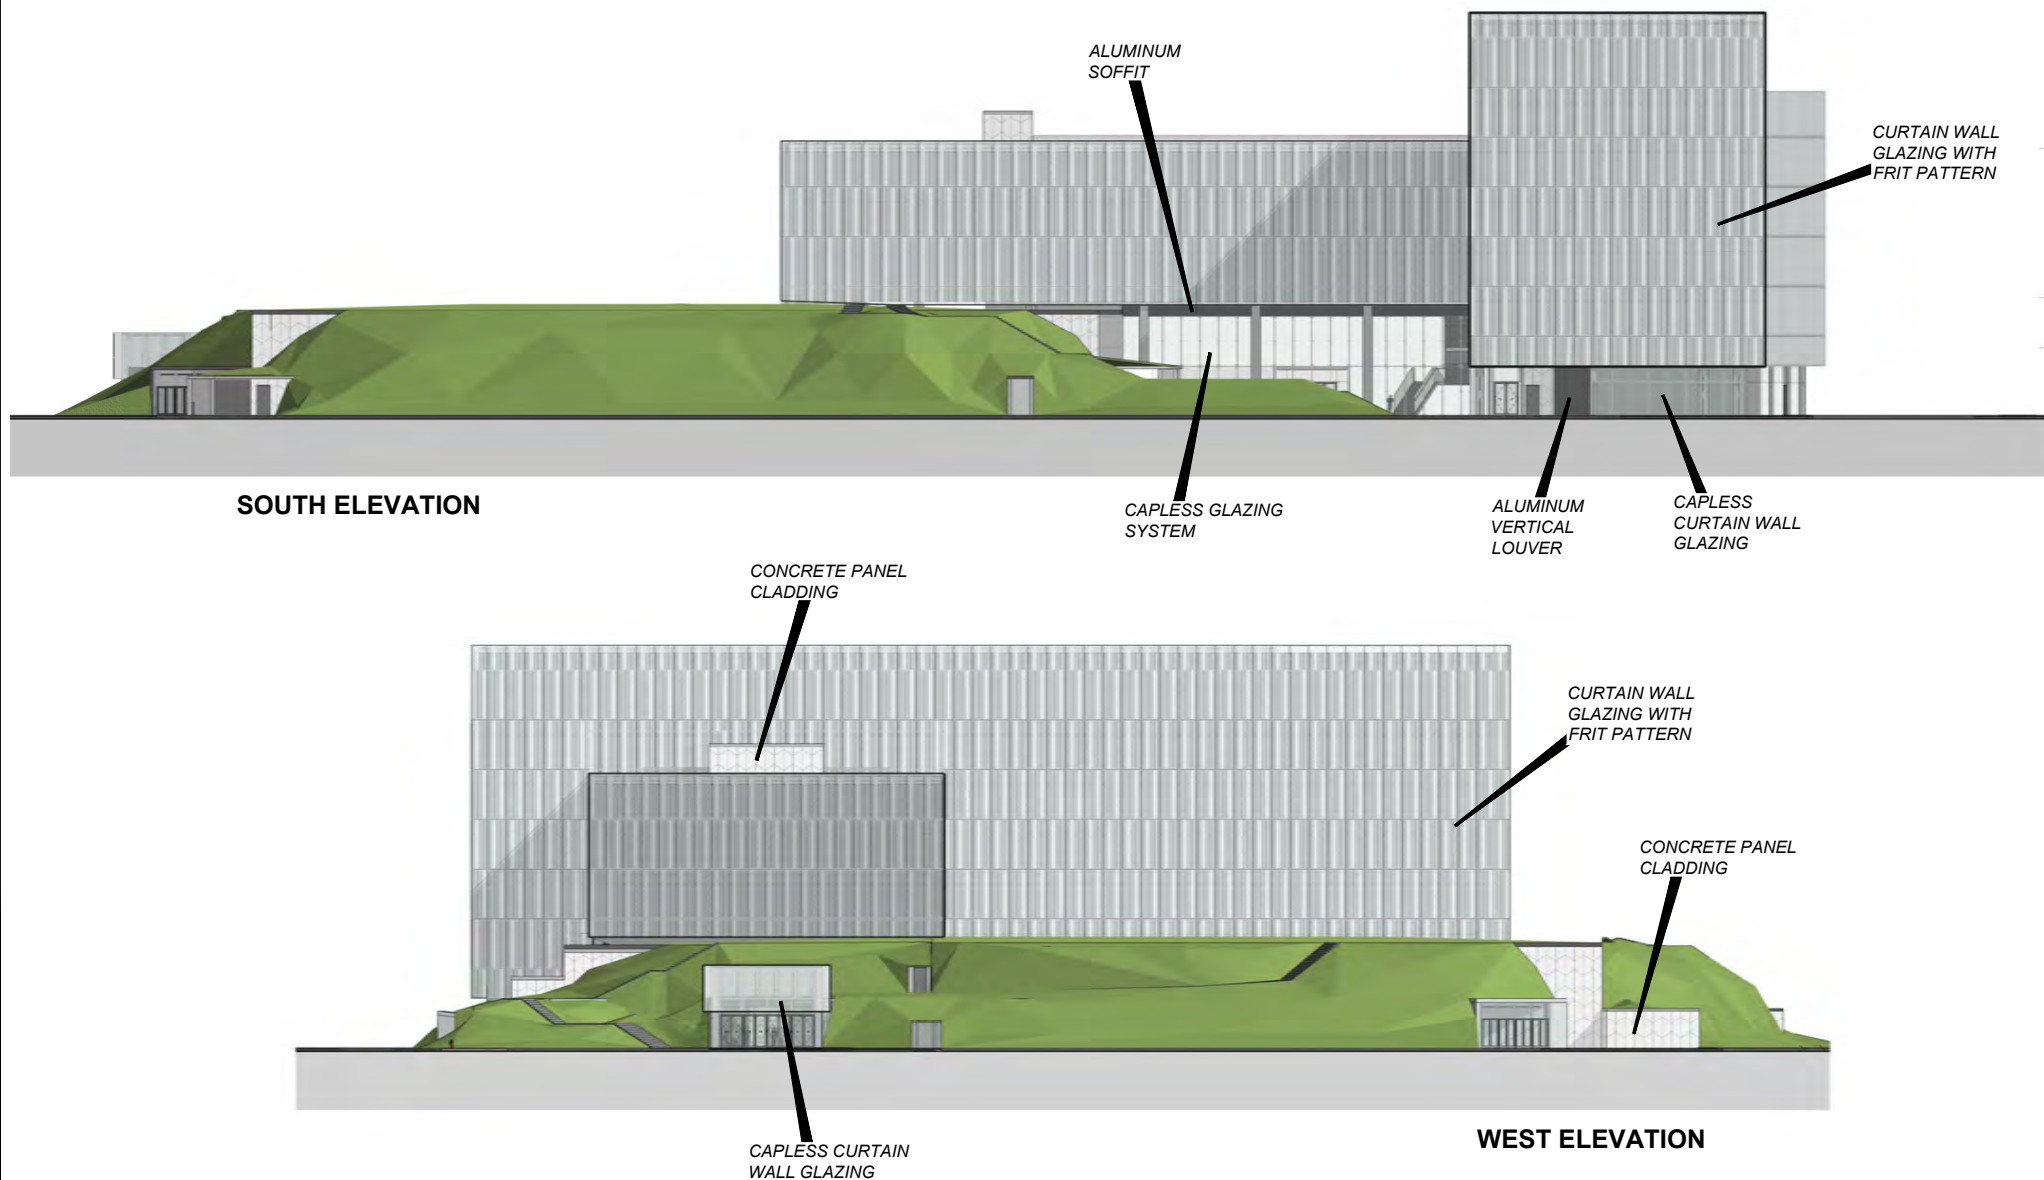 ALUMINUM
SOFFIT
CURTAIN WALL
GLAZING WITH
FRIT PATTERN
SOUTH ELEVATION
CAPLESS GLAZING
SYSTEM
ALUMINUM
VERTICAL
LOUVER
CAPLESS
CURTAIN WALL
GLAZING
CONCRETE PANEL
CLADDING
CURTAIN WALL
GLAZING WITH
FRIT PATTERN
CONCRETE PANEL
CLADDING
CAPLESS CURTAIN
WALL GLAZING
WEST ELEVATION